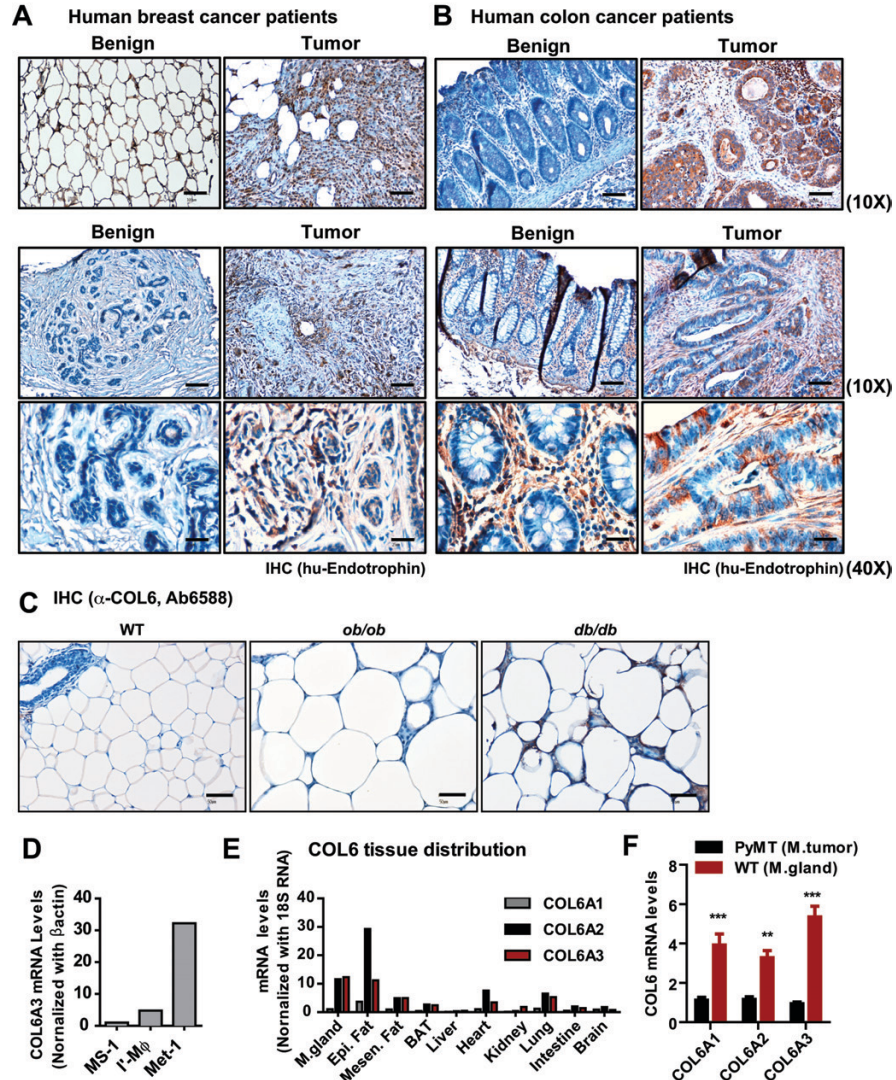 A Human breast cancer patients
B Human colon cancer patients
Benign Tumor Benign Tumor
(10X)
Benign Tumor Benign Tumor
(10X)
IHC (hu-Endotrophin)
IHC (hu-Endotrophin) (40X)
C IHC (α-COL6, Ab6588)
WT ob/ob db/db
D
COL6A3 mRNA Levels
(Normalized with βactin)
40
30
20
10
0
MS-1 I'-Mϕ Met-1
E COL6 tissue distribution
mRNA levels
(Normalized with 18S RNA)
40
30
20
10
0
COL6A1
COL6A2
COL6A3
M.gland Epi. Fat Mesen. Fat BAT Liver Heart Kidney Lung Intestine Brain
F
PyMT (M.tumor)
WT (M.gland)
COL6 mRNA levels
8
6
4
2
0
*** ** ***
COL6A1 COL6A2 COL6A3